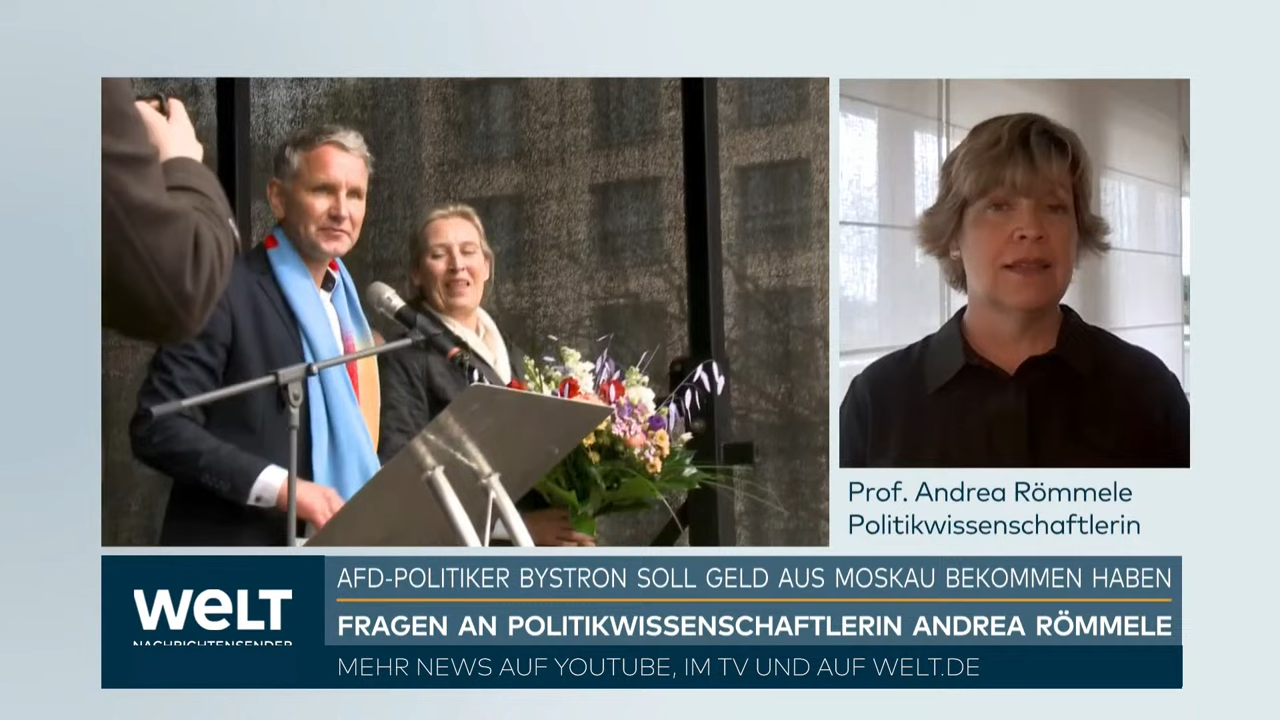 Prof. Andrea Römmele
Politikwissenschaftlerin
AFD-POLITIKER BYSTRON SOLL GELD AUS MOSKAU BEKOMMEN HABEN
welt
NACHRICHTENSENDER
FRAGEN AN POLITIKWISSENSCHAFTLERIN ANDREA RÖMMELE
MEHR NEWS AUF YOUTUBE, IM TV UND AUF WELT.DE